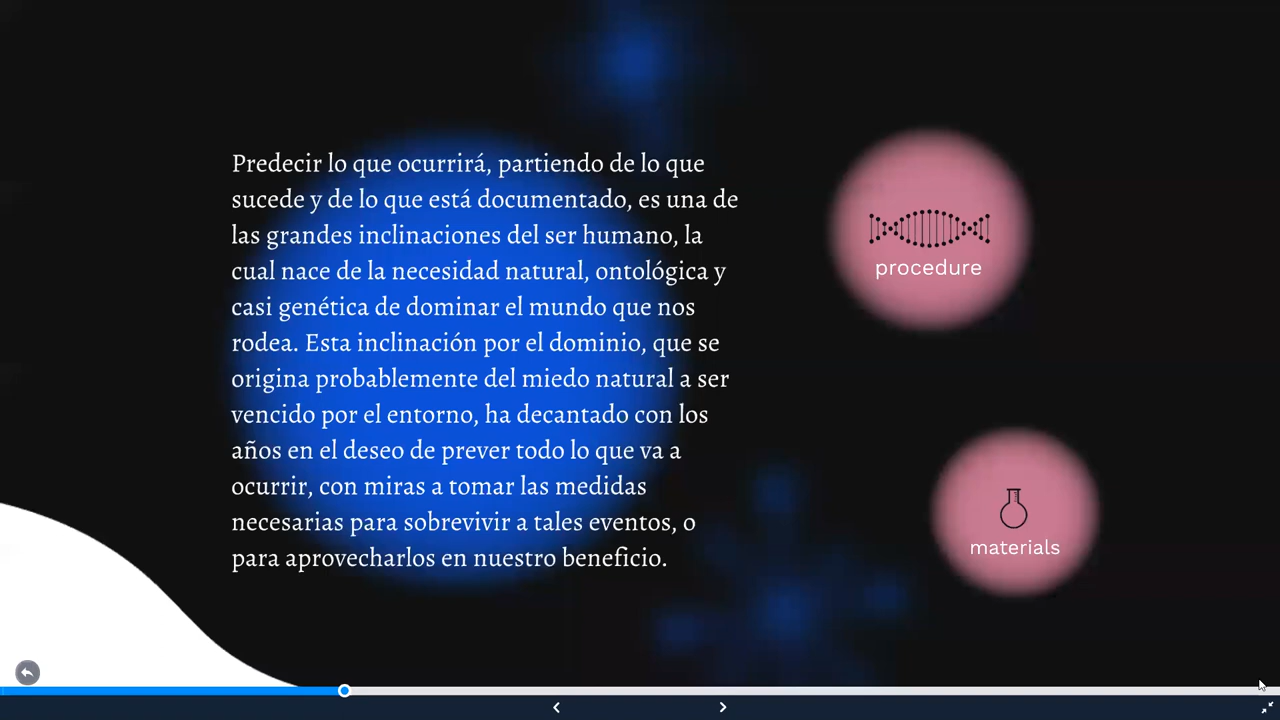 Predecir lo que ocurrirá, partiendo de lo que
sucede y de lo que está documentado, es una de
las grandes inclinaciones del ser humano, la
cual nace de la necesidad natural, ontológica y
casi genética de dominar el mundo que nos
rodea. Esta inclinación por el dominio, que se
origina probablemente del miedo natural a ser
vencido por el entorno, ha decantado con los
años en el deseo de prever todo lo que va a
ocurrir, con miras a tomar las medidas
necesarias para sobrevivir a tales eventos, o
para aprovecharlos en nuestro beneficio.
procedure
materials